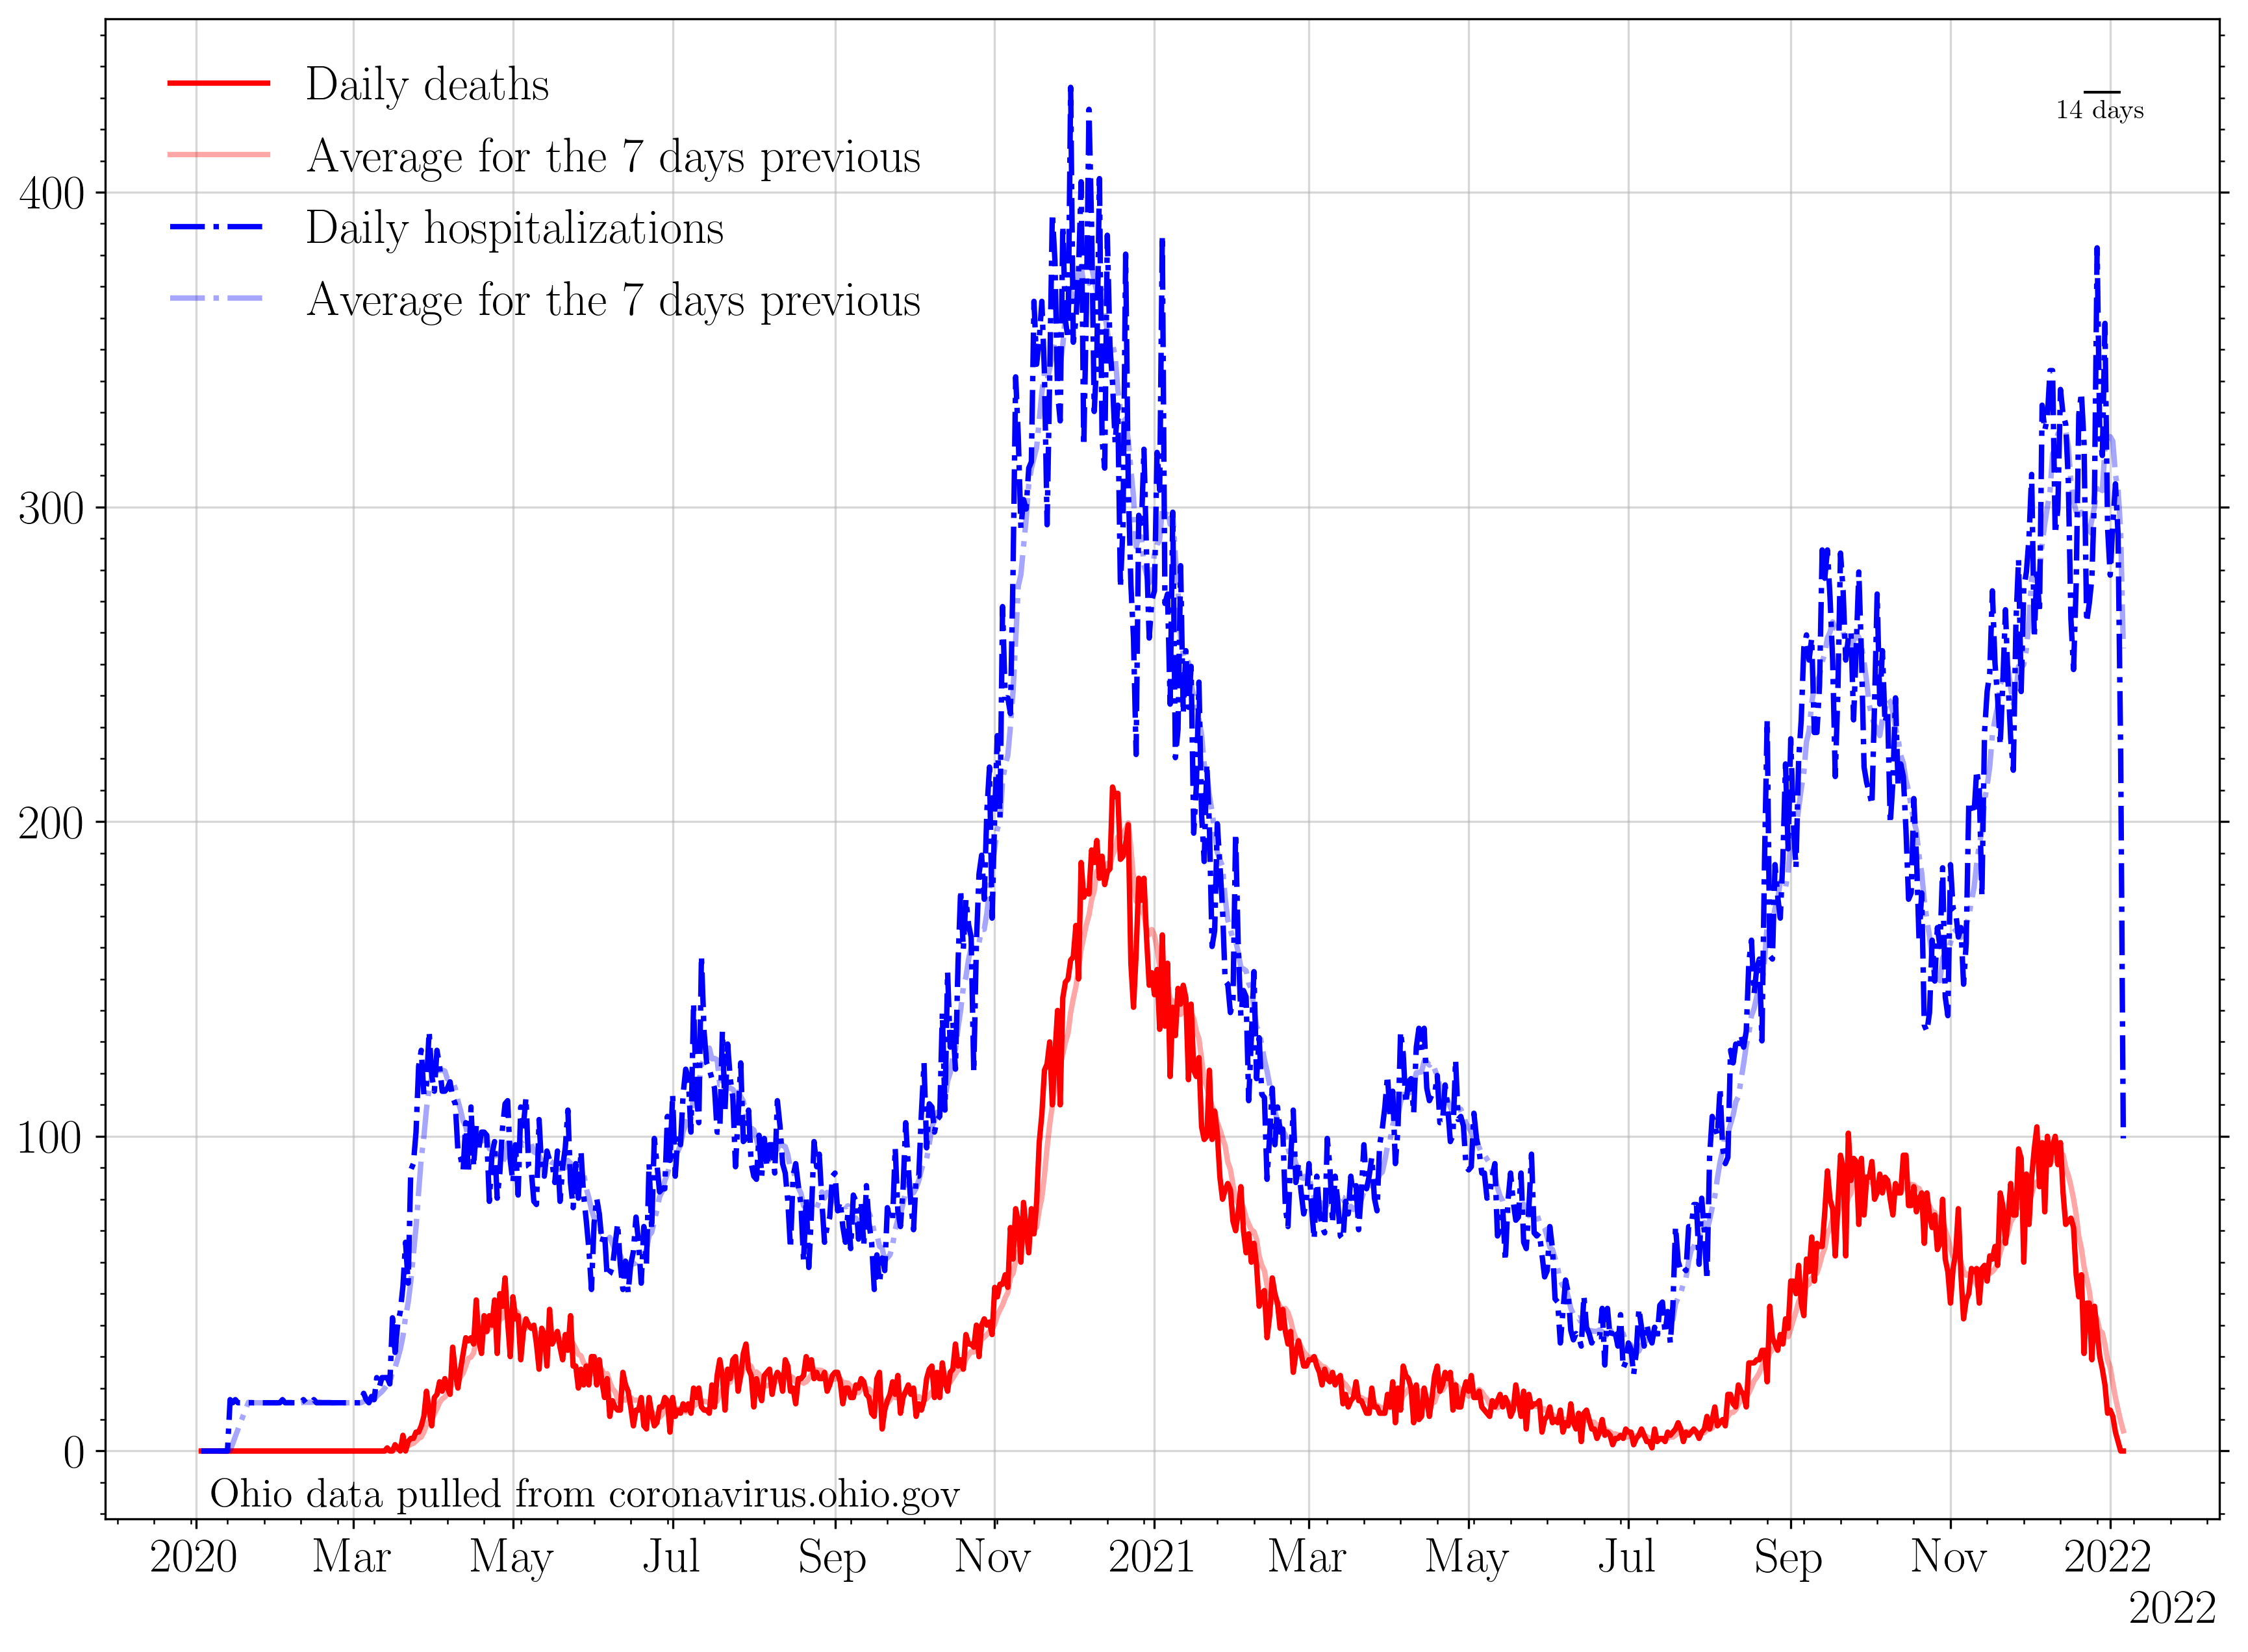 Daily deaths
Average for the 7 days previous
Daily hospitalizations
Average for the 7 days previous
14 days
400
300
200
100
0
Ohio data pulled from coronavirus.ohio.gov
2020 Mar May Jul Sep Nov 2021 Mar May Jul Sep Nov 2022
2022